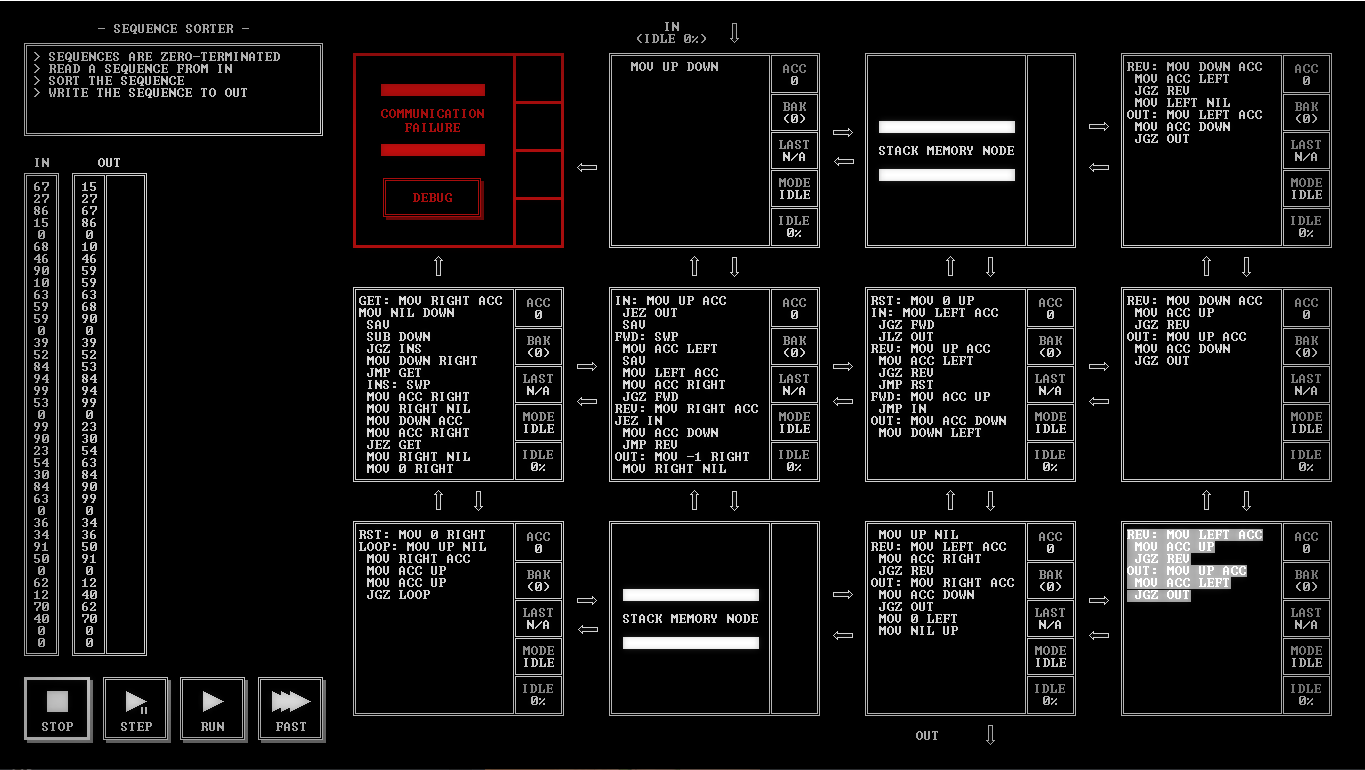 — SEQUENCE SORTER —
> SEQUENCES ARE ZERO-TERMINATED
> READ A SEQUENCE FROM IN
> SORT THE SEQUENCE
> WRITE THE SEQUENCE TO OUT
IN OUT
67 15
27 27
86 67
15 86
0 0
68 10
46 46
90 59
10 59
63 63
59 68
59 90
0 0
39 39
52 52
84 53
94 84
99 94
53 99
0 0
99 23
90 30
23 54
54 63
30 84
84 90
63 99
0 0
36 34
34 36
91 50
50 91
0 0
62 12
12 40
70 62
40 70
0 0
0 0
STOP
STEP
RUN
FAST
IN
(IDLE 0%)
COMMUNICATION
FAILURE
DEBUG
MOV UP DOWN
ACC
0
BAK
(0)
LAST
N/A
MODE
IDLE
IDLE
0%
STACK MEMORY NODE
REV: MOV DOWN ACC
MOV ACC LEFT
JGZ REV
MOV LEFT NIL
OUT: MOV LEFT ACC
MOV ACC DOWN
JGZ OUT
ACC
0
BAK
(0)
LAST
N/A
MODE
IDLE
IDLE
0%
GET: MOV RIGHT ACC
MOV NIL DOWN
SAV
SUB DOWN
JGZ INS
MOV DOWN RIGHT
JMP GET
INS: SWP
MOV ACC RIGHT
MOV RIGHT NIL
MOV DOWN ACC
MOV ACC RIGHT
JEZ GET
MOV RIGHT NIL
MOV 0 RIGHT
ACC
0
BAK
(0)
LAST
N/A
MODE
IDLE
IDLE
0%
IN: MOV UP ACC
JEZ OUT
SAV
FWD: SWP
MOV ACC LEFT
SAV
MOV LEFT ACC
MOV ACC RIGHT
JGZ FWD
REV: MOV RIGHT ACC
JEZ IN
MOV ACC DOWN
JMP REV
OUT: MOV -1 RIGHT
MOV RIGHT NIL
ACC
0
BAK
(0)
LAST
N/A
MODE
IDLE
IDLE
0%
RST: MOV 0 UP
IN: MOV LEFT ACC
JGZ FWD
JLZ OUT
REV: MOV UP ACC
MOV ACC LEFT
JGZ REV
JMP RST
FWD: MOV ACC UP
JMP IN
OUT: MOV ACC DOWN
MOV DOWN LEFT
ACC
0
BAK
(0)
LAST
N/A
MODE
IDLE
IDLE
0%
REV: MOV DOWN ACC
MOV ACC UP
JGZ REV
OUT: MOV UP ACC
MOV ACC DOWN
JGZ OUT
ACC
0
BAK
(0)
LAST
N/A
MODE
IDLE
IDLE
0%
RST: MOV 0 RIGHT
LOOP: MOV UP NIL
MOV RIGHT ACC
MOV ACC UP
MOV ACC UP
JGZ LOOP
ACC
0
BAK
(0)
LAST
N/A
MODE
IDLE
IDLE
0%
STACK MEMORY NODE
MOV UP NIL
REV: MOV LEFT ACC
MOV ACC RIGHT
JGZ REV
OUT: MOV RIGHT ACC
MOV ACC DOWN
JGZ OUT
MOV 0 LEFT
MOV NIL UP
ACC
0
BAK
(0)
LAST
N/A
MODE
IDLE
IDLE
0%
REV: MOV LEFT ACC
MOV ACC UP
JGZ REV
OUT: MOV UP ACC
MOV ACC LEFT
JGZ OUT
ACC
0
BAK
(0)
LAST
N/A
MODE
IDLE
IDLE
0%
OUT